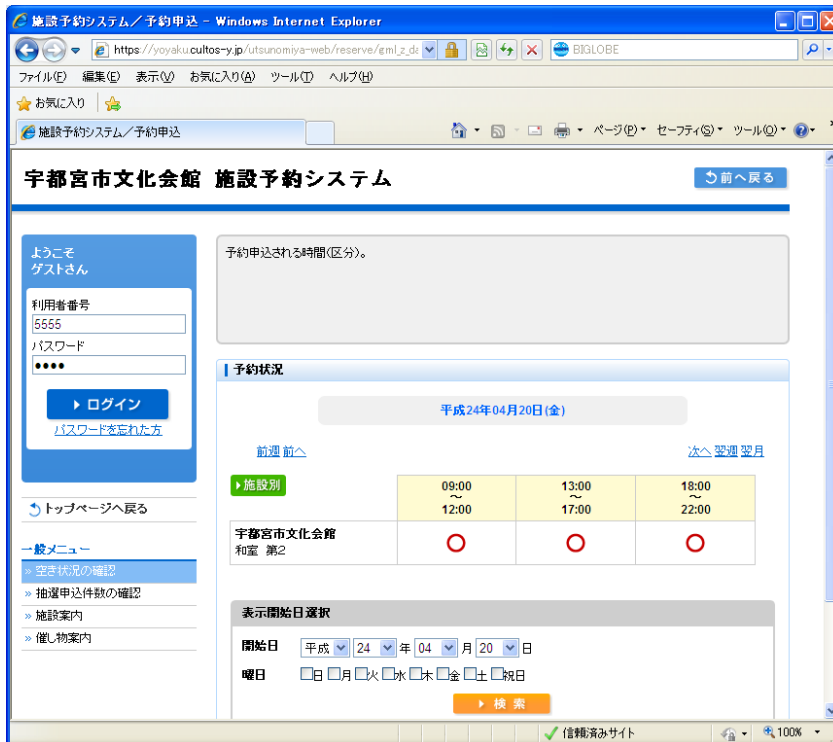 施設予約システム／予約申込 - Windows Internet Explorer
https://yoyaku.cultos-y.jp/utsunomiya-web/reserve/gml_z_da
BIGLOBE
ファイル(F) 編集(E) 表示(V) お気に入り(A) ツール(T) ヘルプ(H)
お気に入り
施設予約システム／予約申込
ページ(P) セーフティ(S) ツール(O)
宇都宮市文化会館 施設予約システム
前へ戻る
ようこそ
ゲストさん
利用者番号
5555
パスワード
●●●●
ログイン
パスワードを忘れた方
トップページへ戻る
一般メニュー
» 空き状況の確認
» 抽選申込件数の確認
» 施設案内
» 催し物案内
予約申込される時間(区分)。
予約状況
平成24年04月20日(金)
前週 前へ 次へ 翌週 翌月
施設別
09:00 ～ 12:00
13:00 ～ 17:00
18:00 ～ 22:00
宇都宮市文化会館
和室 第2
○ ○ ○
表示開始日選択
開始日 平成 24 年 04 月 20 日
曜日 日 月 火 水 木 金 土 祝日
検 索
信頼済みサイト
100%